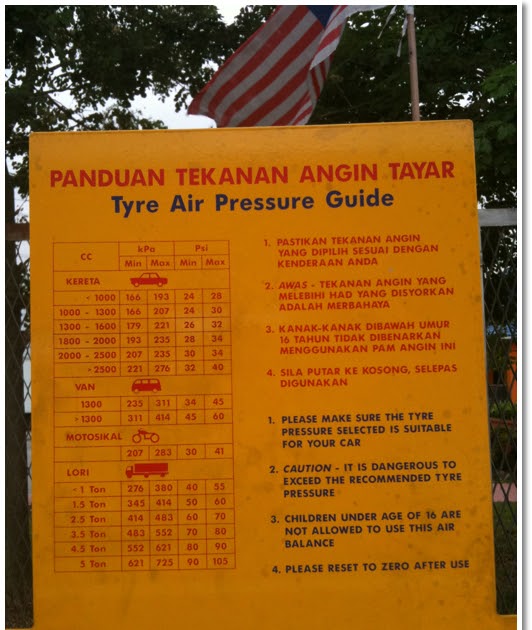 PANDUAN TEKANAN ANGIN TAYAR
Tyre Air Pressure Guide
CC kPa Psi
Min Max Min Max
KERETA
< 1000 166 193 24 28
1000 - 1300 166 207 24 30
1300 - 1600 179 221 26 32
1800 - 2000 193 235 28 34
2000 - 2500 207 235 30 34
>2500 221 276 32 40
VAN
1300 235 311 34 45
>1300 311 414 45 60
MOTOSIKAL
207 283 30 41
LORI
< 1 Ton 276 380 40 55
1.5 Ton 345 414 50 60
2.5 Ton 414 483 60 70
3.5 Ton 483 552 70 80
4.5 Ton 552 621 80 90
5 Ton 621 725 90 105
1. PASTIKAN TEKANAN ANGIN
YANG DIPILIH SESUAI DENGAN
KENDERAAN ANDA
2. AWAS - TEKANAN ANGIN YANG
MELEBIHI HAD YANG DISYORKAN
ADALAH MERBAHAYA
3. KANAK-KANAK DIBAWAH UMUR
16 TAHUN TIDAK DIBENARKAN
MENGGUNAKAN PAM ANGIN INI
4. SILA PUTAR KE KOSONG, SELEPAS
DIGUNAKAN
1. PLEASE MAKE SURE THE TYRE
PRESSURE SELECTED IS SUITABLE
FOR YOUR CAR
2. CAUTION - IT IS DANGEROUS TO
EXCEED THE RECOMMENDED TYRE
PRESSURE
3. CHILDREN UNDER AGE OF 16 ARE
NOT ALLOWED TO USE THIS AIR
BALANCE
4. PLEASE RESET TO ZERO AFTER USE